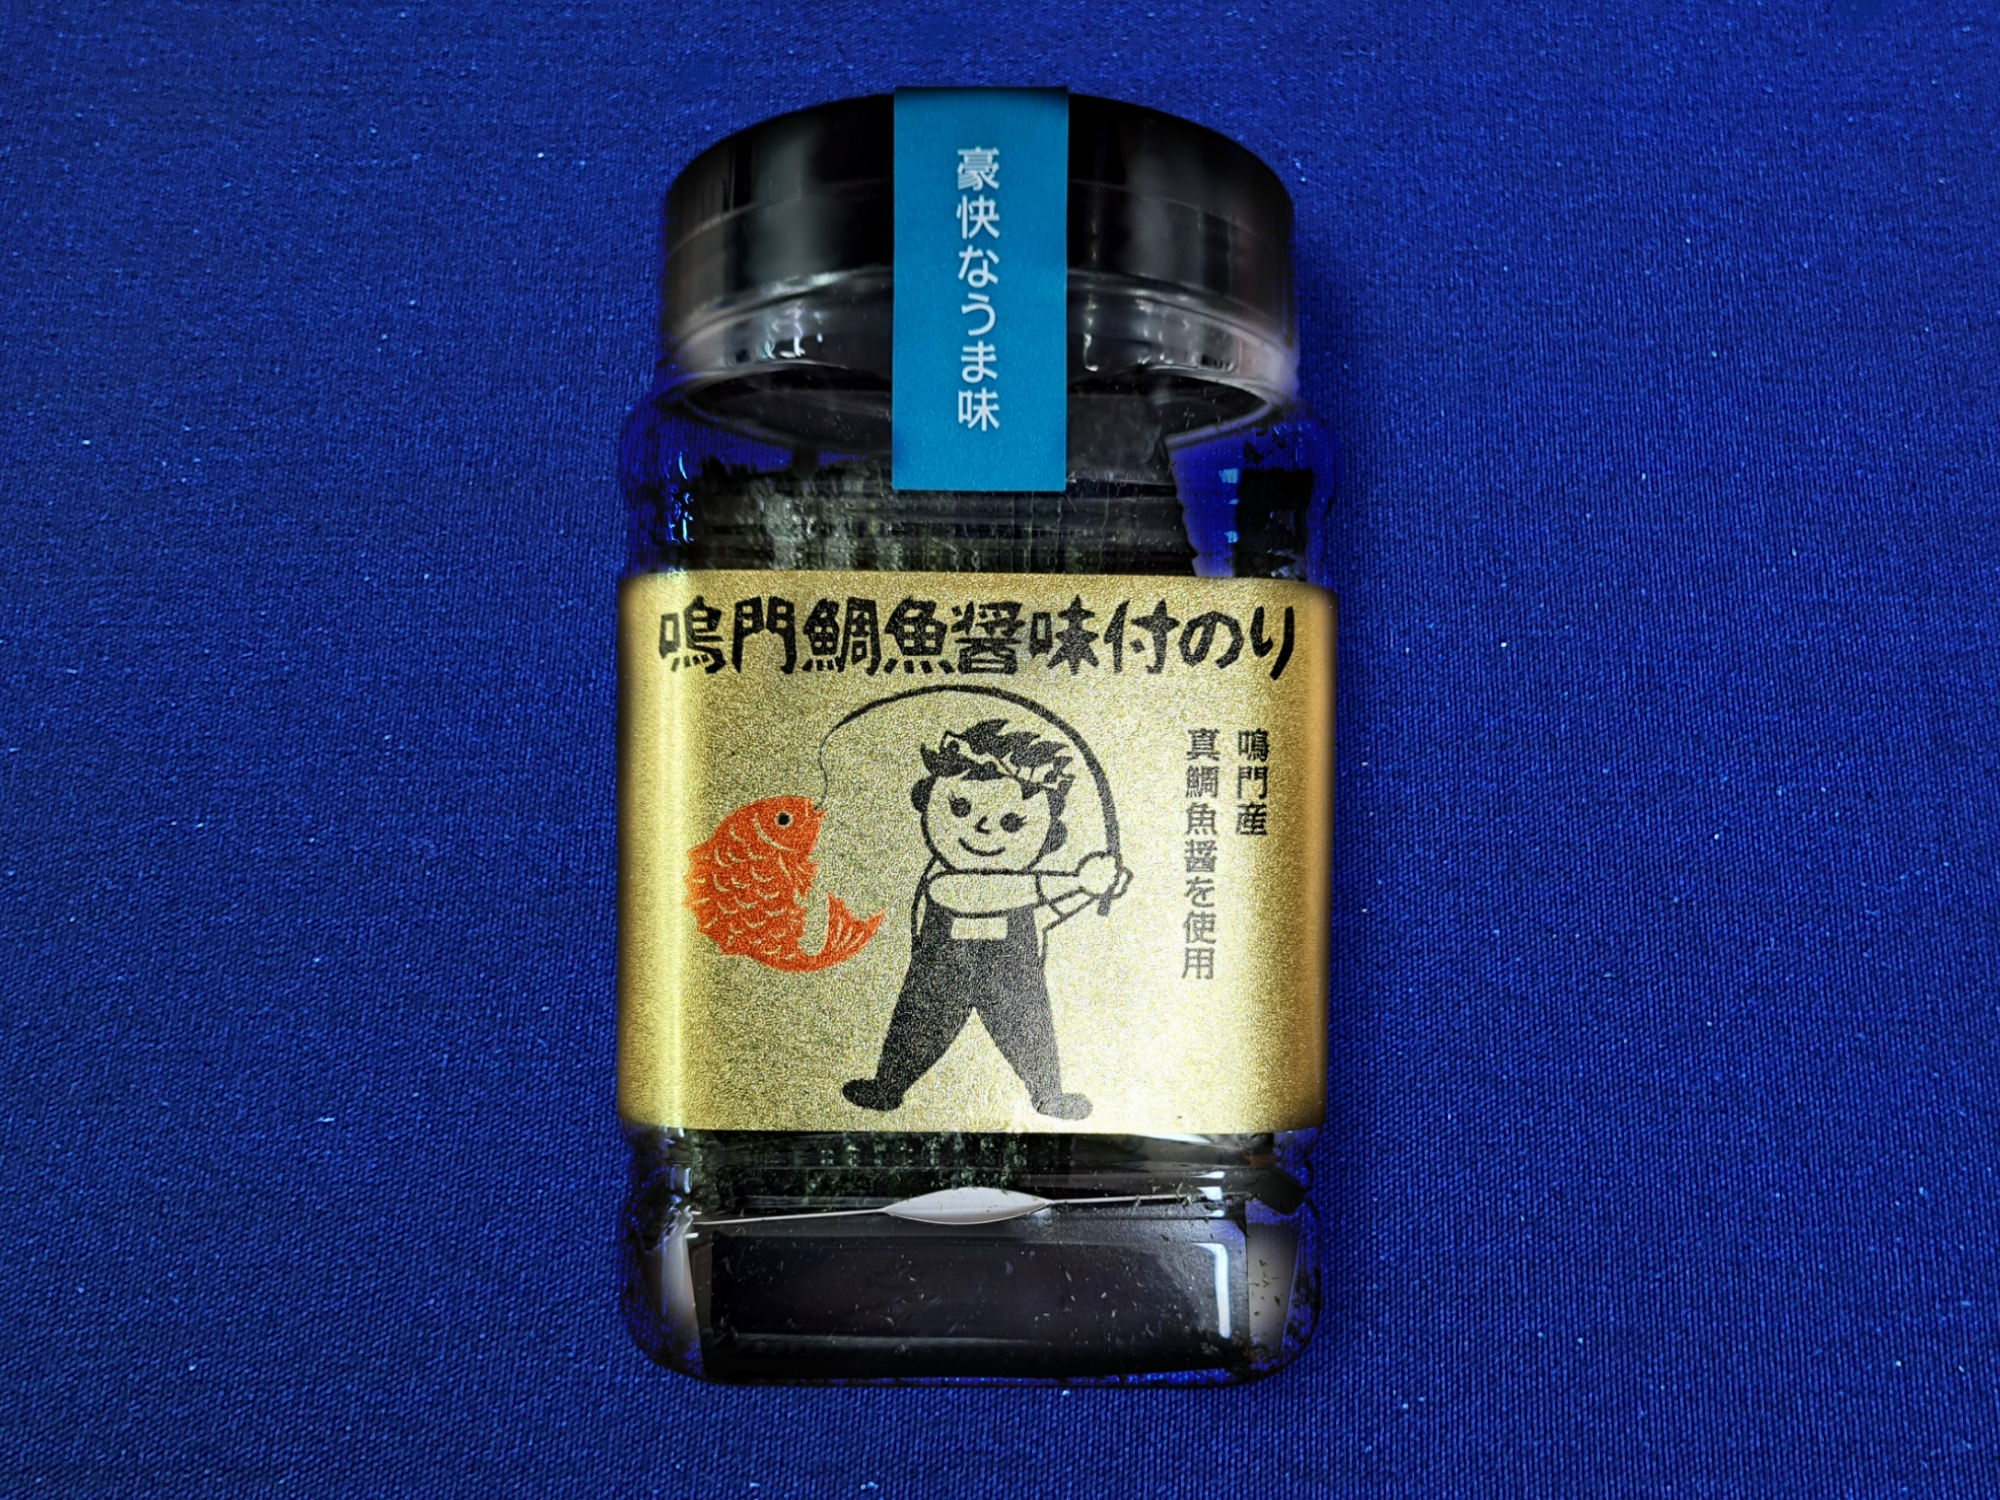 豪快なうま味
鳴門鯛魚醤味付のり
鳴門産
真鯛魚醤を使用